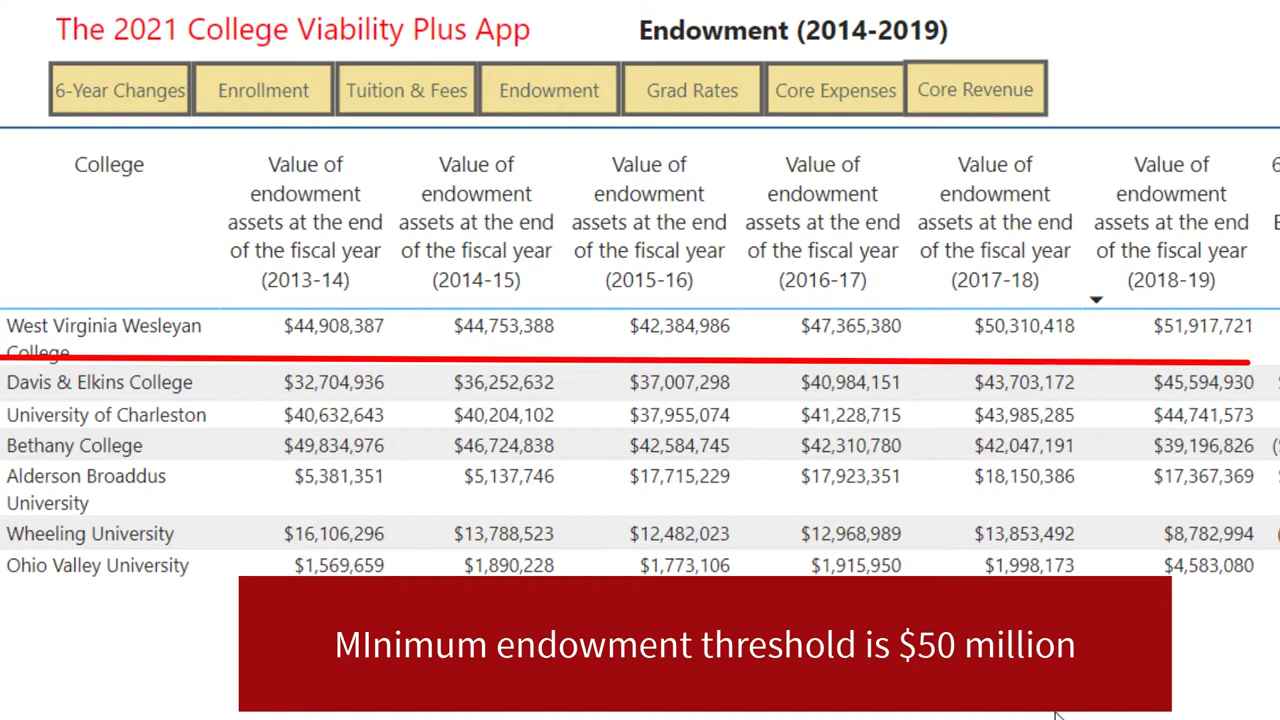 The 2021 College Viability Plus App Endowment (2014-2019)
6-Year Changes Enrollment Tuition & Fees Endowment Grad Rates Core Expenses Core Revenue
College Value of Value of Value of Value of Value of Value of 6
endowment endowment endowment endowment endowment endowment
assets at the end assets at the end assets at the end assets at the end assets at the end assets at the end E
of the fiscal year of the fiscal year of the fiscal year of the fiscal year of the fiscal year of the fiscal year
(2013-14) (2014-15) (2015-16) (2016-17) (2017-18) (2018-19)
West Virginia Wesleyan $44,908,387 $44,753,388 $42,384,986 $47,365,380 $50,310,418 $51,917,721
College
Davis & Elkins College $32,704,936 $36,252,632 $37,007,298 $40,984,151 $43,703,172 $45,594,930
University of Charleston $40,632,643 $40,204,102 $37,955,074 $41,228,715 $43,985,285 $44,741,573
Bethany College $49,834,976 $46,724,838 $42,584,745 $42,310,780 $42,047,191 $39,196,826
Alderson Broaddus $5,381,351 $5,137,746 $17,715,229 $17,923,351 $18,150,386 $17,367,369
University
Wheeling University $16,106,296 $13,788,523 $12,482,023 $12,968,989 $13,853,492 $8,782,994
Ohio Valley University $1,569,659 $1,890,228 $1,773,106 $1,915,950 $1,998,173 $4,583,080
MInimum endowment threshold is $50 million